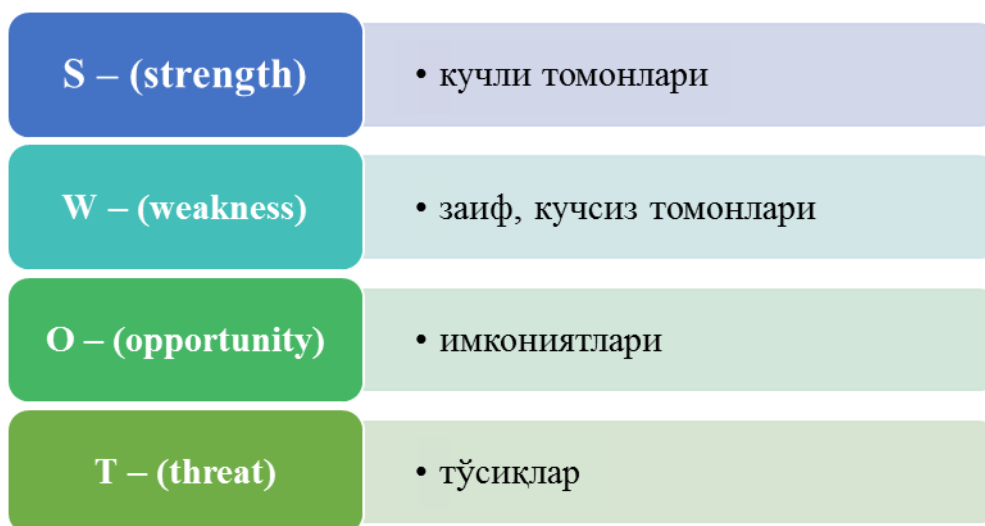 S – (strength)
• кучли томонлари
W – (weakness)
• заиф, кучсиз томонлари
O – (opportunity)
• имкониятлари
T – (threat)
• тўсиқлар